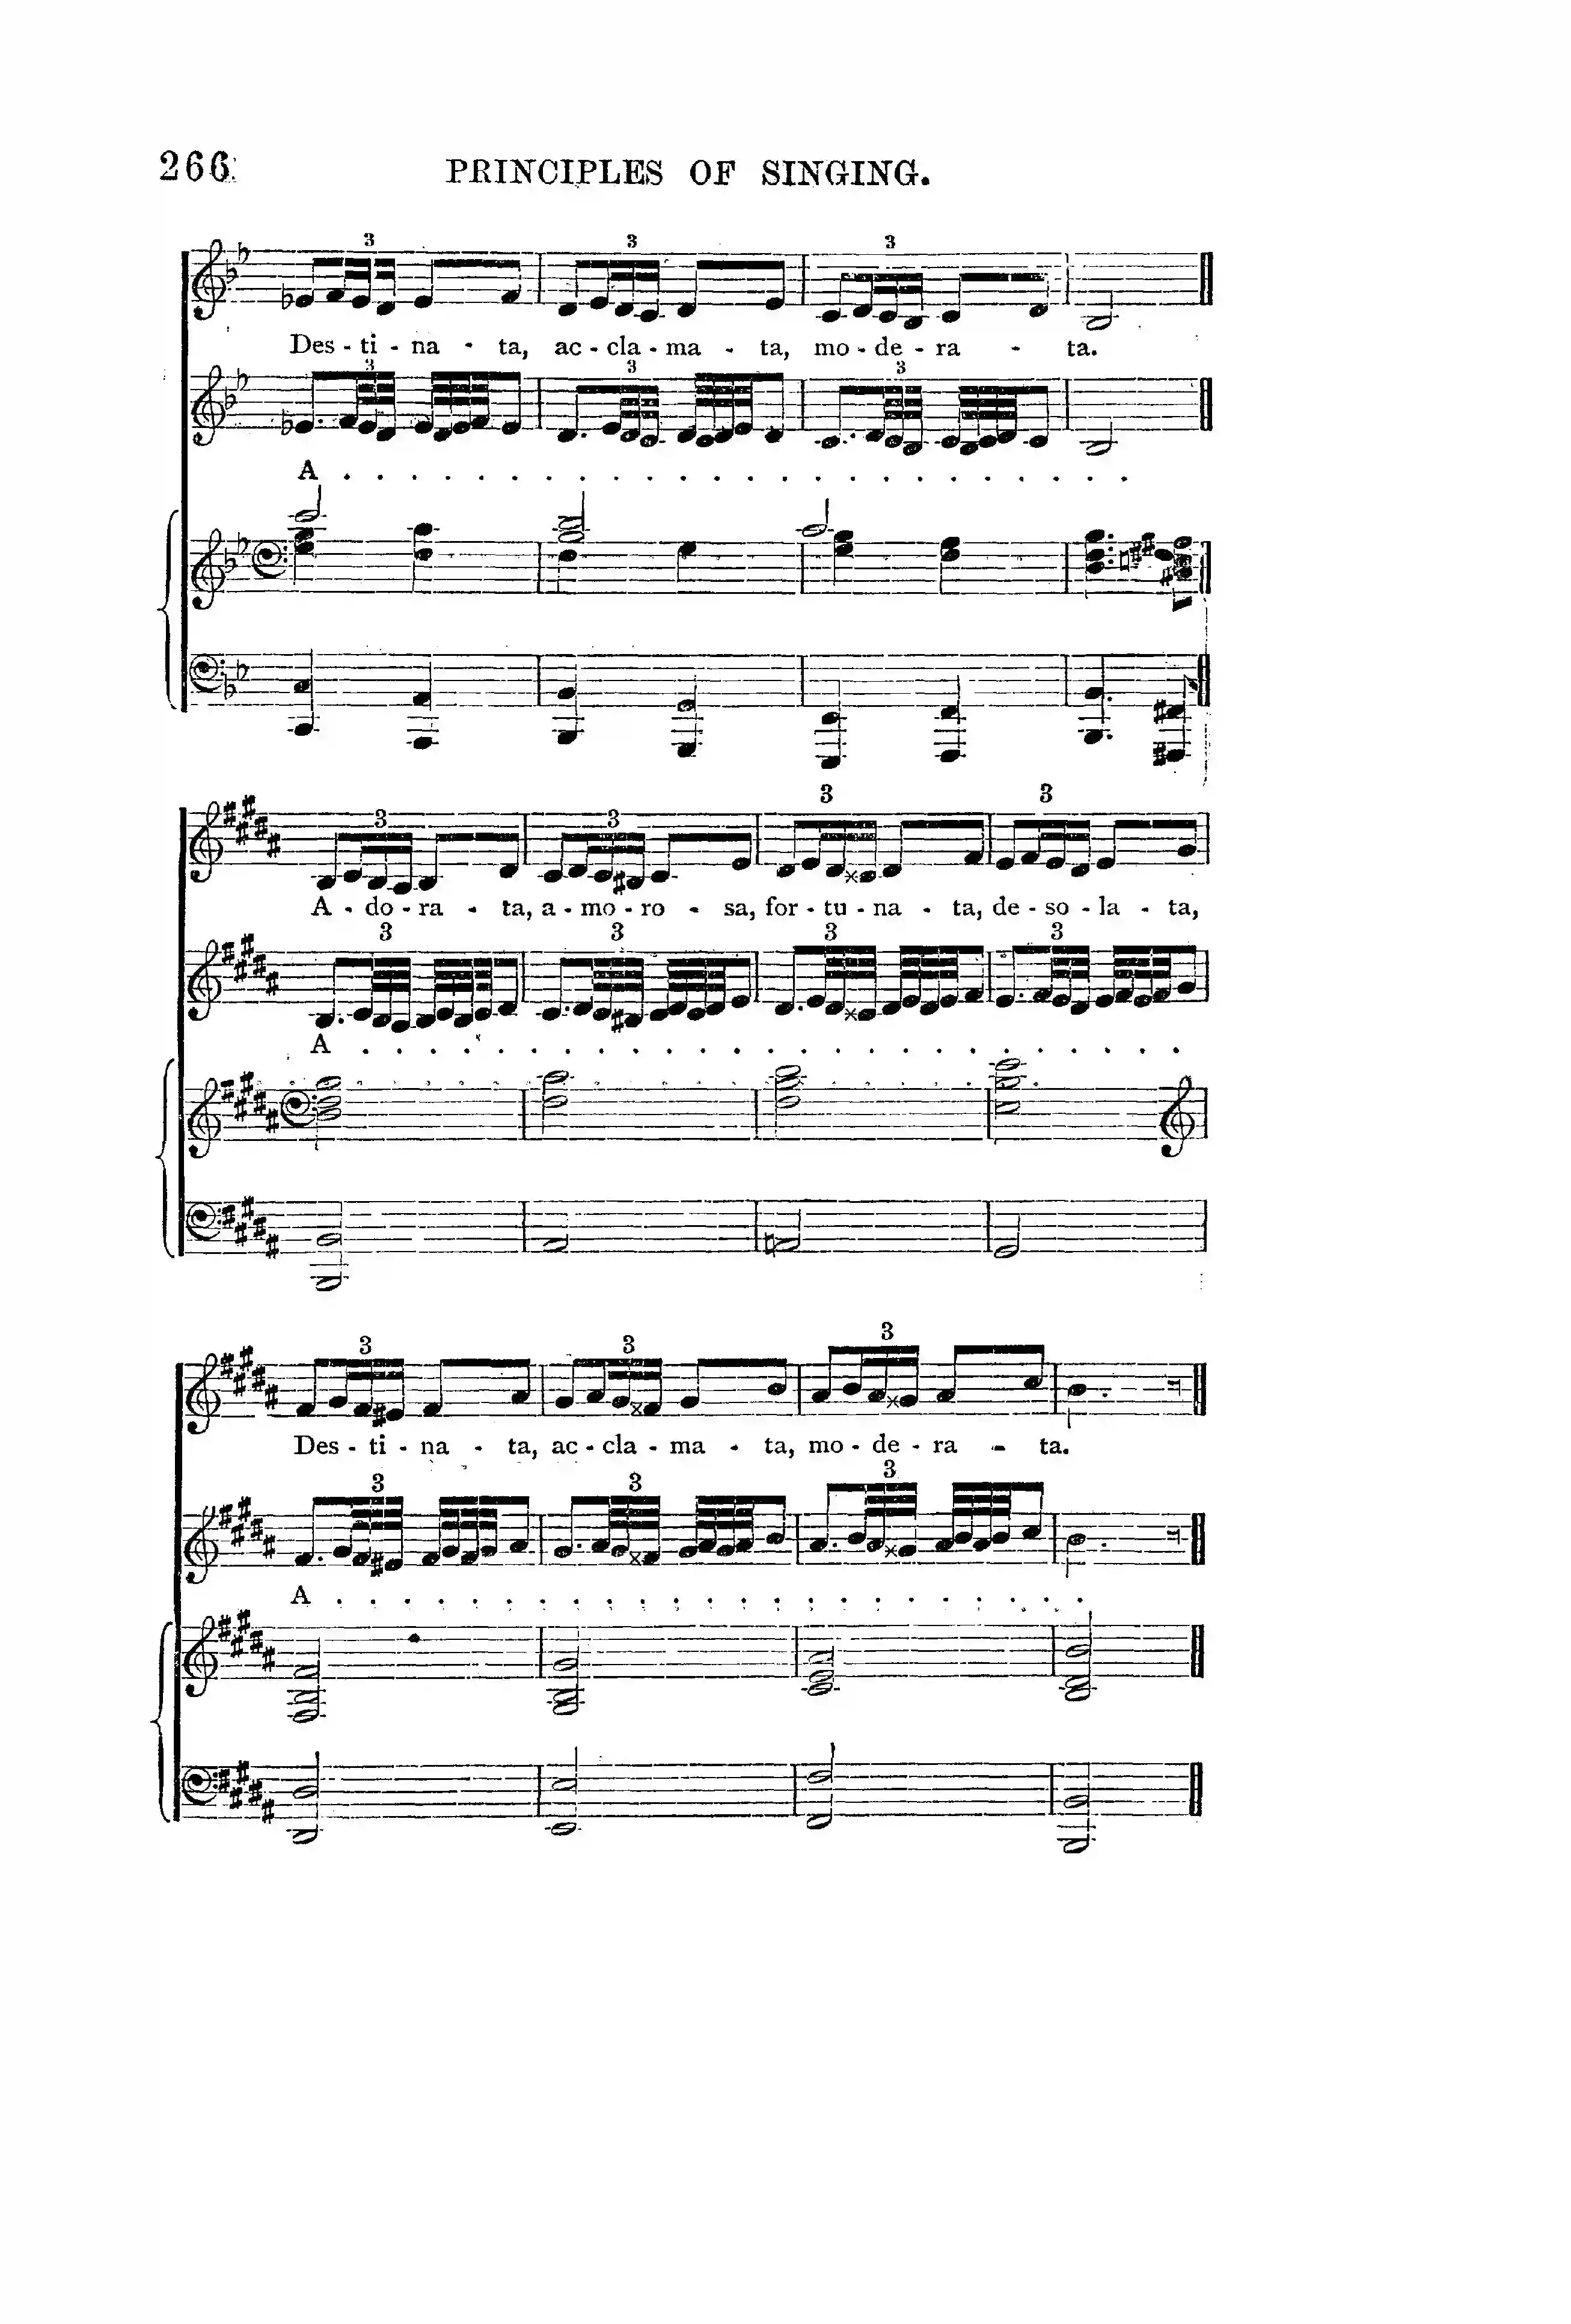 266
PRINCIPLES OF SINGING.
3 3 3
Des - ti - na - ta, ac - cla - ma - ta, mo - de - ra - ta.
3 3 3
A . . . . . . . . . . . . . . . . . . . . . . . .
3 3 3 3
A - do - ra - ta, a - mo - ro - sa, for - tu - na - ta, de - so - la - ta,
3 3 3 3
A . . . . . . . . . . . . . . . . . . . . . . . . .
3 3 3
Des - ti - na - ta, ac - cla - ma - ta, mo - de - ra - ta.
3 3 3
A . . . . . . . . . . . . . . . . . . . . . . .